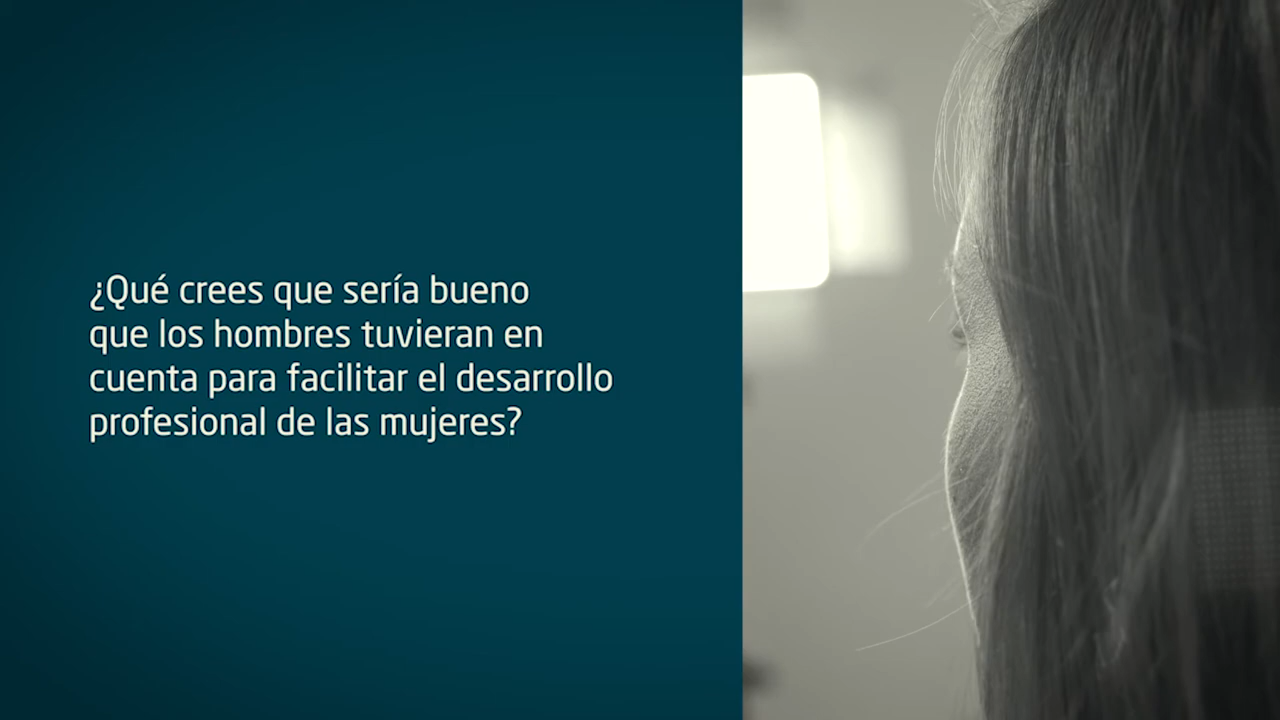 ¿Qué crees que sería bueno
que los hombres tuvieran en
cuenta para facilitar el desarrollo
profesional de las mujeres?